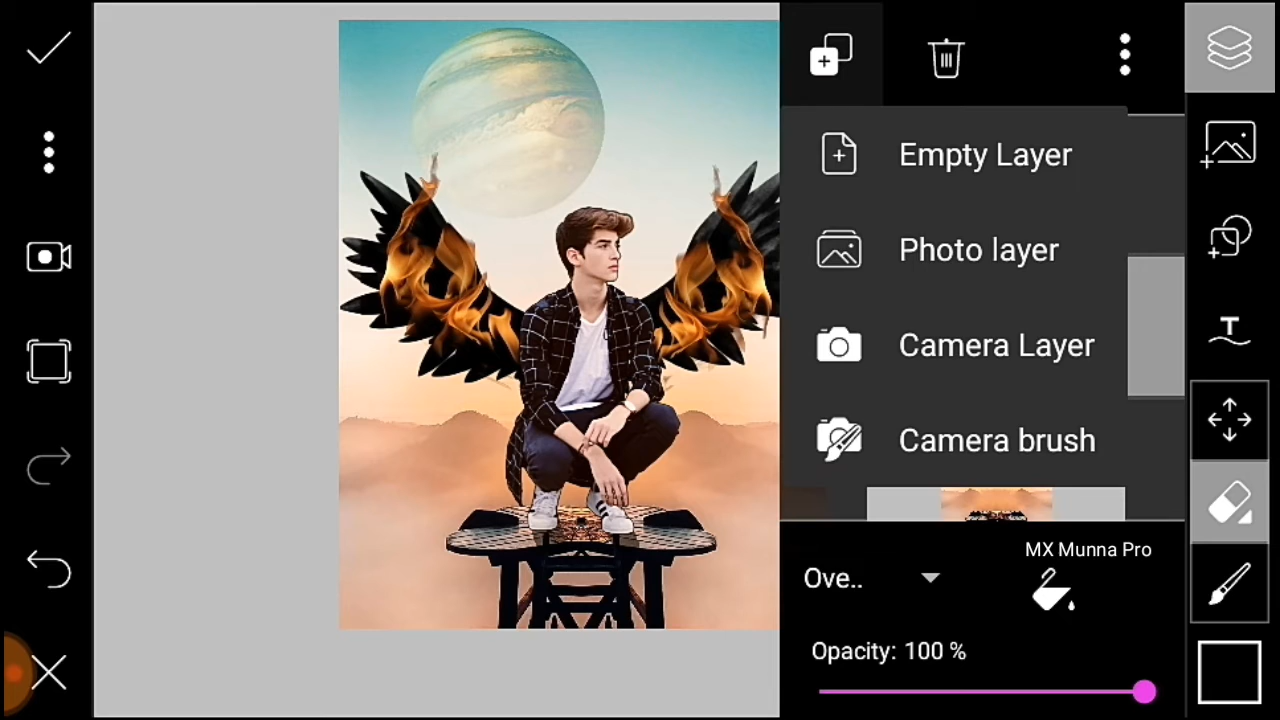 Empty Layer
Photo layer
Camera Layer
Camera brush
MX Munna Pro
Ove..
Opacity: 100 %